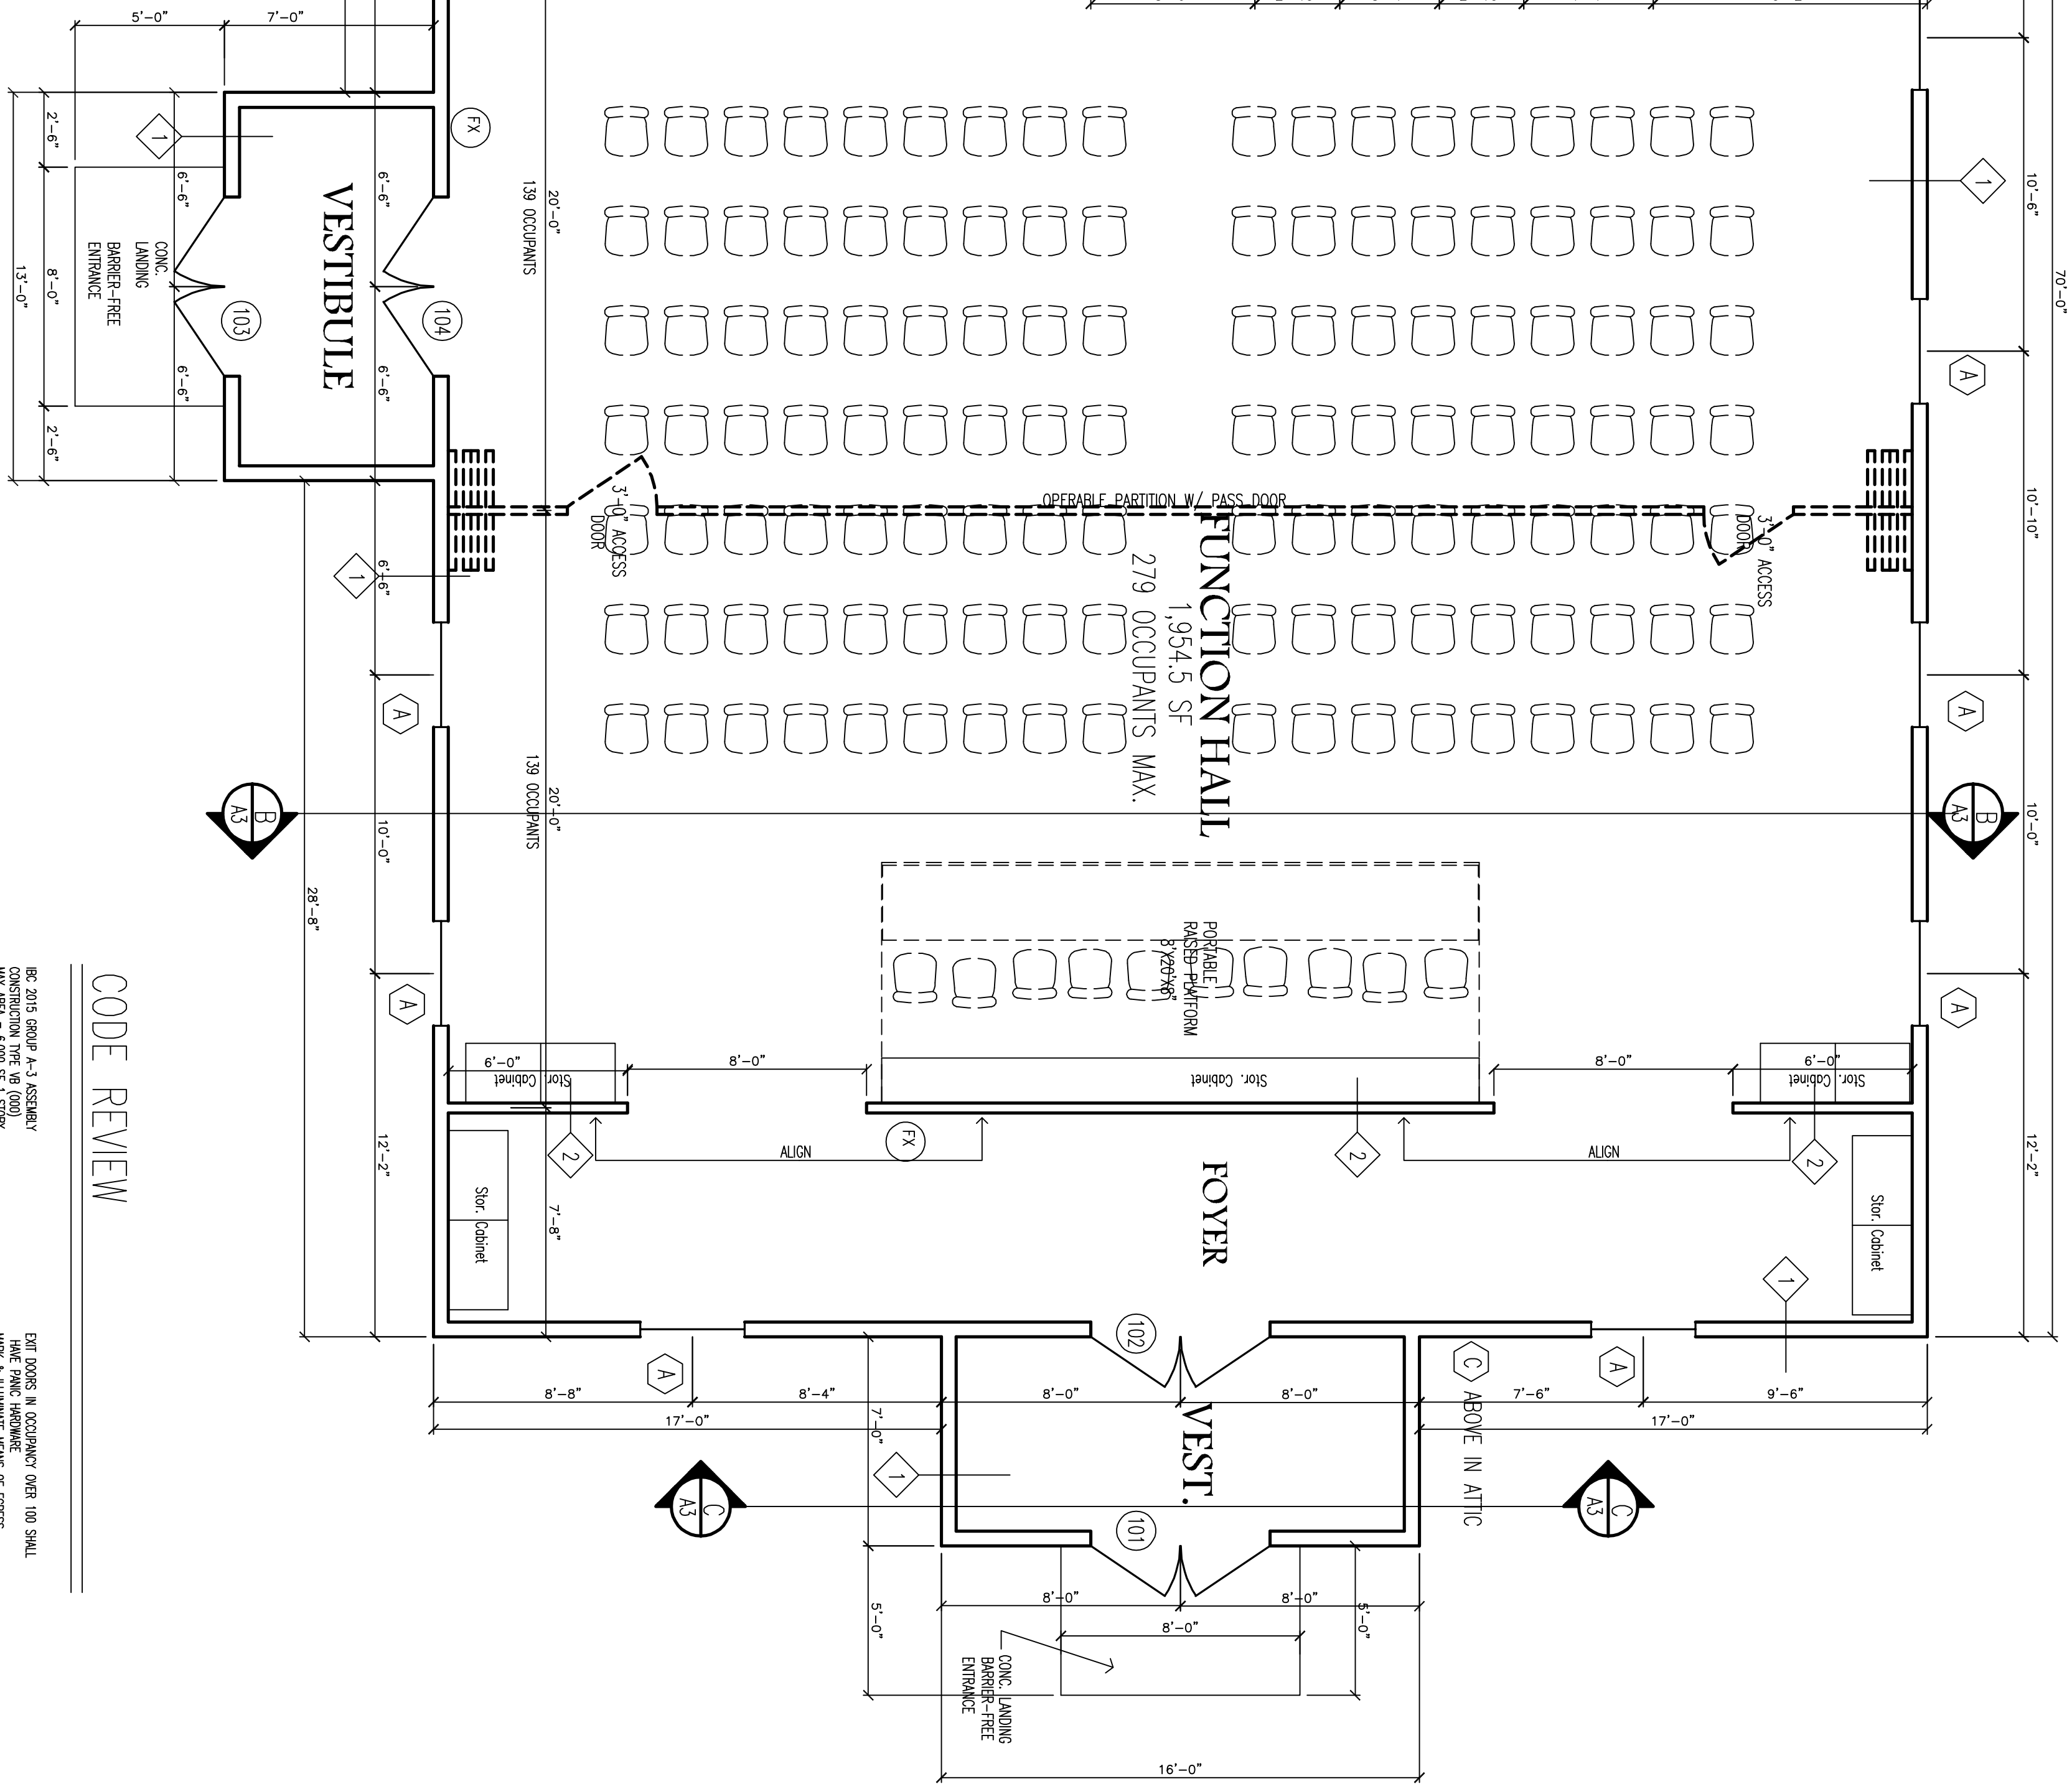 5'-0"
7'-0"
2'-6"
8'-0"
2'-6"
13'-0"
6'-6"
6'-6"
6'-6"
6'-6"
6'-6"
1
FX
VESTIBULE
CONC.
LANDING
BARRIER-FREE
ENTRANCE
103
104
20'-0"
139 OCCUPANTS
20'-0"
139 OCCUPANTS
1
70'-0"
10'-6"
10'-10"
10'-0"
12'-2"
A
A
A
OPERABLE PARTITION W/ PASS DOOR
3'-0" ACCESS
DOOR
3'-0" ACCESS
DOOR
FUNCTION HALL
1,954.5 SF
279 OCCUPANTS MAX.
1
A
A
10'-0"
12'-2"
28'-8"
B
A3
B
A3
PORTABLE
RAISED PLATFORM
8'X20'X8"
6'-0"
8'-0"
8'-0"
6'-0"
Stor. Cabinet
Stor. Cabinet
Stor. Cabinet
2
2
2
ALIGN
ALIGN
FX
FOYER
7'-8"
Stor. Cabinet
Stor. Cabinet
1
102
A
A
C
ABOVE IN ATTIC
8'-8"
8'-4"
8'-0"
8'-0"
7'-6"
9'-6"
17'-0"
17'-0"
7'-0"
VEST.
1
C
A3
C
A3
101
8'-0"
8'-0"
5'-0"
5'-0"
8'-0"
CONC. LANDING
BARRIER-FREE
ENTRANCE
16'-0"
CODE REVIEW
IBC 2015 GROUP A-3 ASSEMBLY
CONSTRUCTION TYPE VB (000)
EXIT DOORS IN OCCUPANCY OVER 100 SHALL
HAVE PANIC HARDWARE